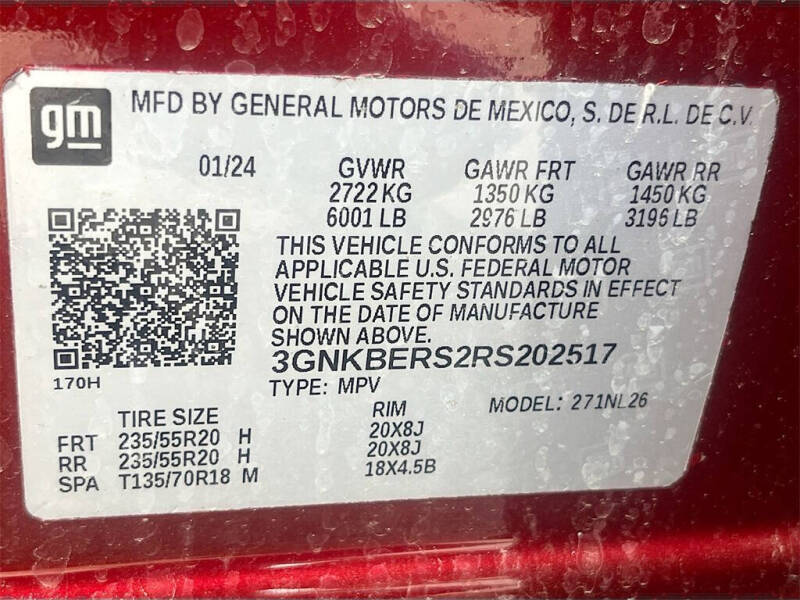 gm
MFD BY GENERAL MOTORS DE MEXICO, S. DE R.L. DE C.V.
01/24 GVWR GAWR FRT GAWR RR
2722 KG 1350 KG 1450 KG
6001 LB 2976 LB 3196 LB
THIS VEHICLE CONFORMS TO ALL
APPLICABLE U.S. FEDERAL MOTOR
VEHICLE SAFETY STANDARDS IN EFFECT
ON THE DATE OF MANUFACTURE
SHOWN ABOVE.
3GNKBERS2RS202517
170H
TYPE: MPV MODEL: 271NL26
TIRE SIZE RIM
FRT 235/55R20 H 20X8J
RR 235/55R20 H 20X8J
SPA T135/70R18 M 18X4.5B